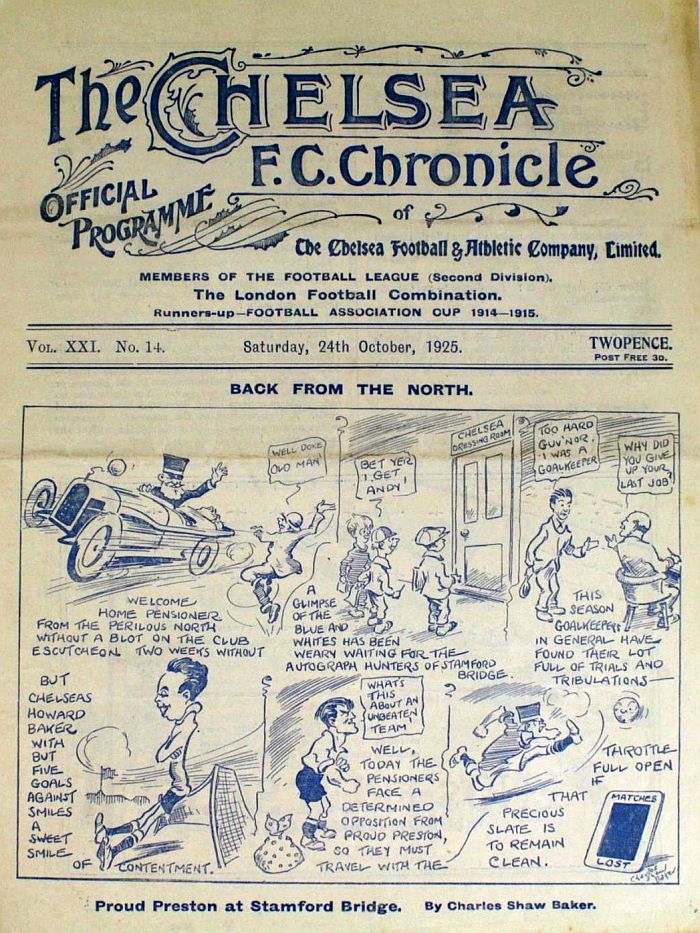 The CHELSEA
F.C. Chronicle
OFFICIAL
PROGRAMME
of
The Chelsea Football & Athletic Company, Limited.
MEMBERS OF THE FOOTBALL LEAGUE (Second Division).
The London Football Combination.
Runners-up—FOOTBALL ASSOCIATION CUP 1914—1915.
VOL. XXI. No. 14. Saturday, 24th October, 1925. TWOPENCE.
POST FREE 3D.
BACK FROM THE NORTH.
WELL DONE
OLD MAN!
WELCOME
HOME PENSIONER
FROM THE PERILOUS NORTH
WITHOUT A BLOT ON THE CLUB
ESCUTCHEON. TWO WEEKS WITHOUT
BET YER
I GET
ANDY!
CHELSEA
DRESSING ROOM
A
GLIMPSE
OF THE
BLUE AND
WHITES HAS BEEN
WEARY WAITING FOR THE
AUTOGRAPH HUNTERS OF STAMFORD
BRIDGE.
TOO HARD
GUV'NOR,
I WAS A
GOALKEEPER
WHY DID
YOU GIVE
UP YOUR
LAST JOB?
THIS
SEASON
GOALKEEPERS
IN GENERAL HAVE
FOUND THEIR LOT
FULL OF TRIALS AND
TRIBULATIONS—
BUT
CHELSEAS
HOWARD
BAKER
WITH
BUT
FIVE
GOALS
AGAINST
SMILES
A
SWEET
SMILE
OF CONTENTMENT.
WHATS
THIS
ABOUT AN
UNBEATEN
TEAM
WELL,
TODAY THE
PENSIONERS
FACE A
DETERMINED
OPPOSITION FROM
PROUD PRESTON,
SO THEY MUST
TRAVEL WITH THE
THROTTLE
FULL OPEN
IF
THAT
PRECIOUS
SLATE IS
TO REMAIN
CLEAN.
MATCHES
LOST
Proud Preston at Stamford Bridge. By Charles Shaw Baker.